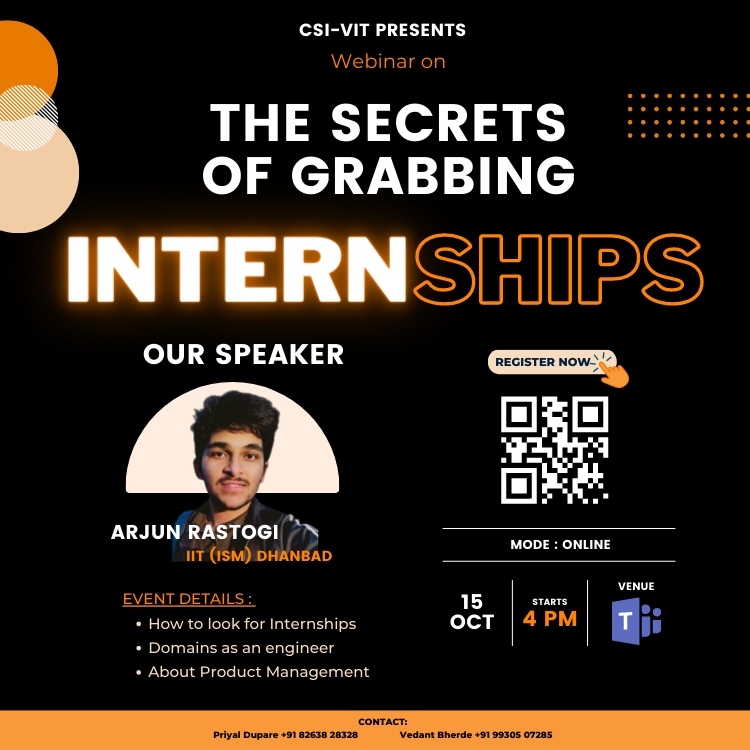 CSI-VIT PRESENTS
Webinar on
THE SECRETS
OF GRABBING
INTERNSHIPS
OUR SPEAKER
ARJUN RASTOGI
IIT (ISM) DHANBAD
EVENT DETAILS :
• How to look for Internships
• Domains as an engineer
• About Product Management
REGISTER NOW
MODE : ONLINE
15
OCT
STARTS
4 PM
VENUE
T
CONTACT:
Priyal Dupare +91 82638 28328 Vedant Bherde +91 99305 07285